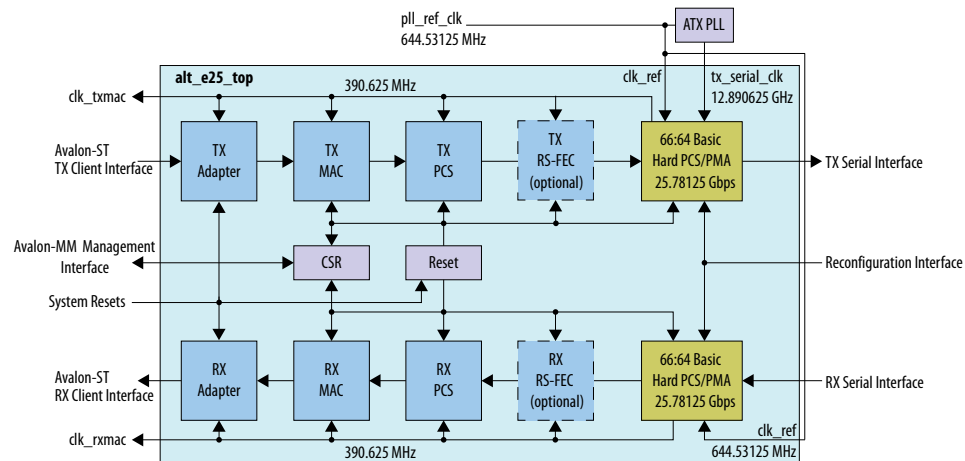 pll_ref_clk
644.53125 MHz
ATX PLL
alt_e25_top
390.625 MHz
clk_ref
tx_serial_clk
12.890625 GHz
clk_txmac
Avalon-ST
TX Client Interface
TX
Adapter
TX
MAC
TX
PCS
TX
RS-FEC
(optional)
66:64 Basic
Hard PCS/PMA
25.78125 Gbps
TX Serial Interface
Avalon-MM Management
Interface
CSR
Reset
Reconfiguration Interface
System Resets
Avalon-ST
RX Client Interface
RX
Adapter
RX
MAC
RX
PCS
RX
RS-FEC
(optional)
66:64 Basic
Hard PCS/PMA
25.78125 Gbps
RX Serial Interface
clk_rxmac
390.625 MHz
clk_ref
644.53125 MHz